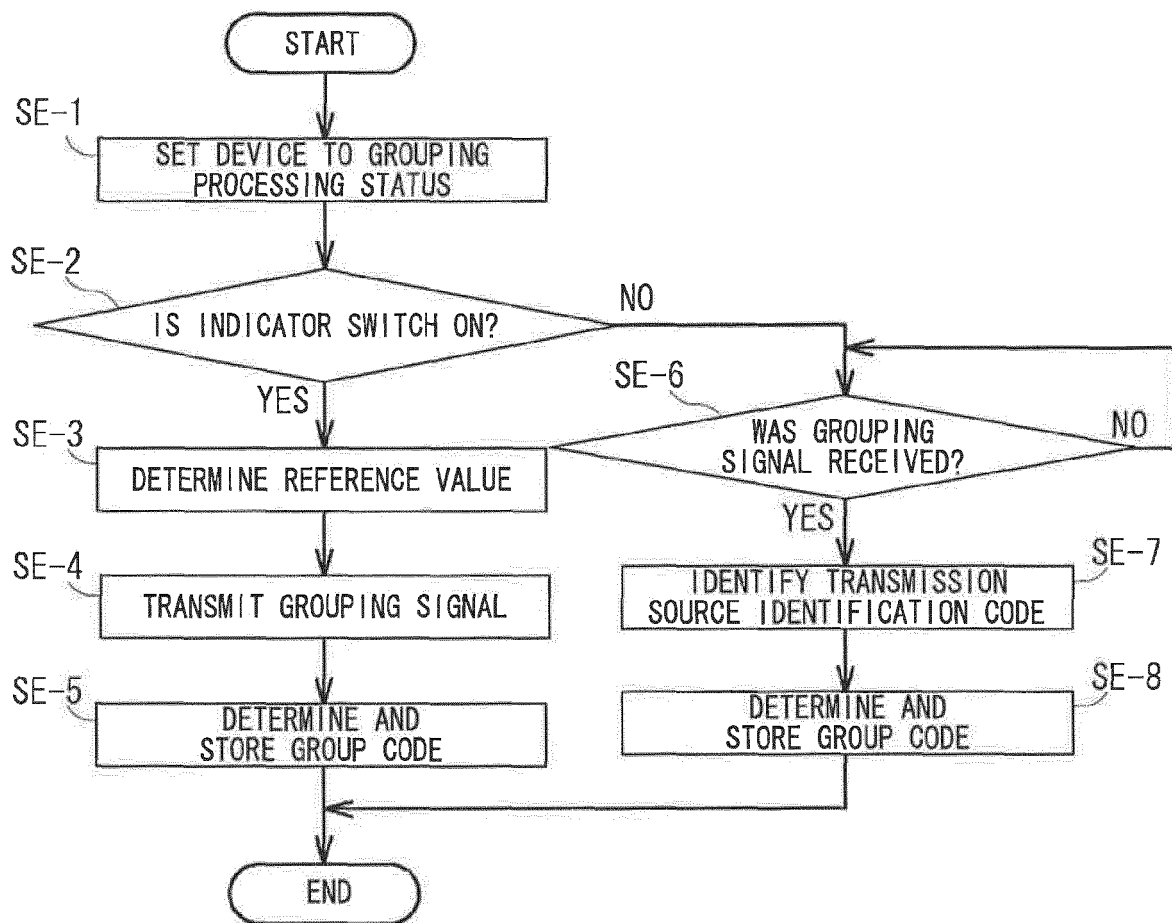 START
SE-1
SET DEVICE TO GROUPING
PROCESSING STATUS
SE-2
IS INDICATOR SWITCH ON?
NO
YES
SE-3
DETERMINE REFERENCE VALUE
SE-4
TRANSMIT GROUPING SIGNAL
SE-5
DETERMINE AND
STORE GROUP CODE
SE-6
WAS GROUPING
SIGNAL RECEIVED?
NO
YES
SE-7
IDENTIFY TRANSMISSION
SOURCE IDENTIFICATION CODE
SE-8
DETERMINE AND
STORE GROUP CODE
END